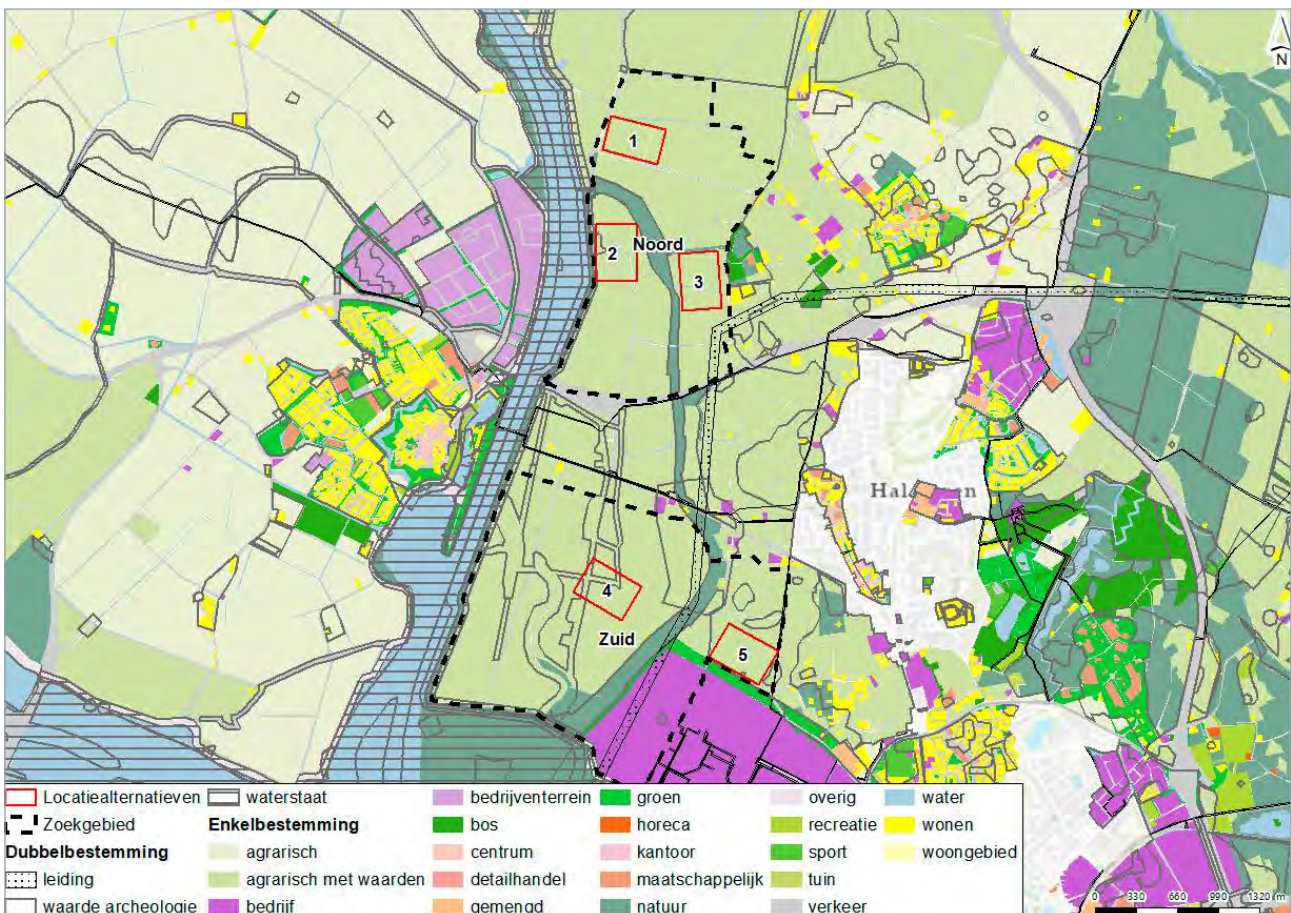 N
1
2
Noord
3
4
Zuid
5
Locatiealternatieven
waterstaat
bedrijventerrein
groen
overig
water
Zoekgebied
Enkelbestemming
bos
horeca
recreatie
wonen
Dubbelbestemming
agrarisch
centrum
kantoor
sport
woongebied
leiding
agrarisch met waarden
detailhandel
maatschappelijk
tuin
waarde archeologie
bedrijf
gemengd
natuur
verkeer
0 330 660 990 1320 m